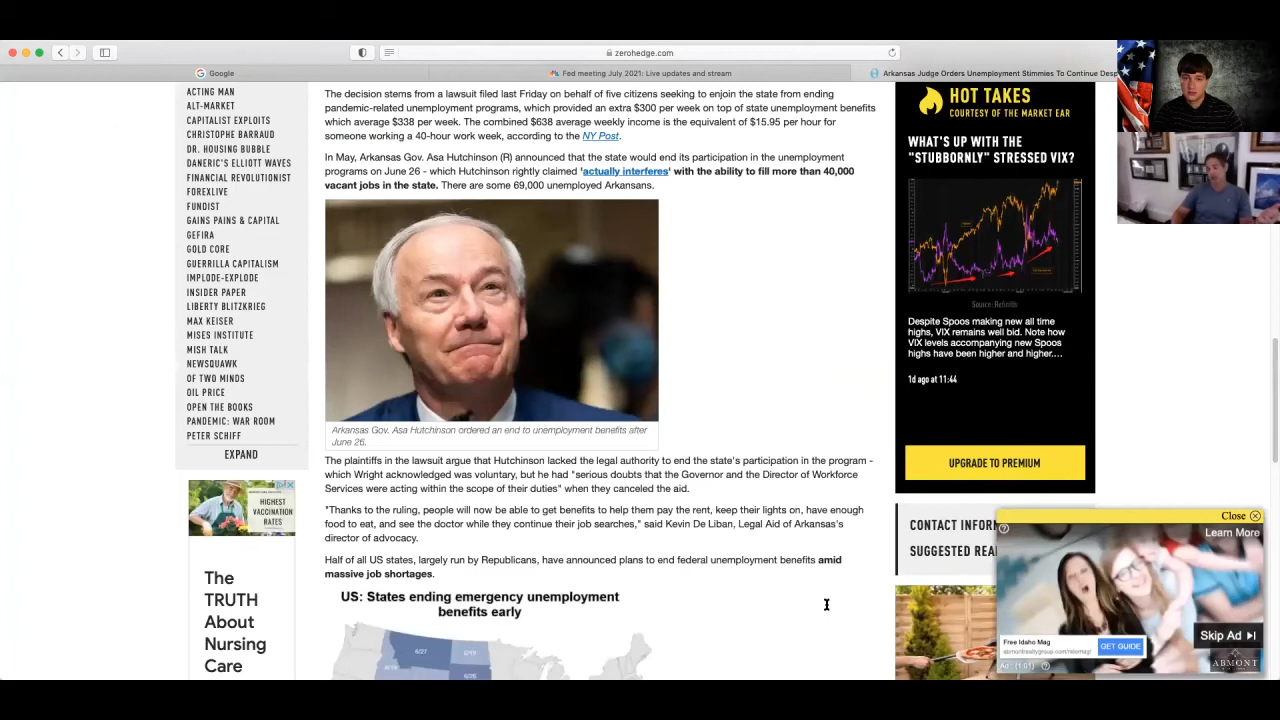 zerohedge.com
Google
Fed meeting July 2021: Live updates and stream
Arkansas Judge Orders Unemployment Stimmies To Continue Desp
ACTING MAN
ALT-MARKET
CAPITALIST EXPLOITS
CHRISTOPHE BARRAUD
DR. HOUSING BUBBLE
DANERIC'S ELLIOTT WAVES
FINANCIAL REVOLUTIONIST
FOREXLIVE
FUNDIST
GAINS PAINS & CAPITAL
GEFIRA
GOLD CORE
GUERRILLA CAPITALISM
IMPLODE-EXPLODE
INSIDER PAPER
LIBERTY BLITZKRIEG
MAX KEISER
MISES INSTITUTE
MISH TALK
NEWSQUAWK
OF TWO MINDS
OIL PRICE
OPEN THE BOOKS
PANDEMIC: WAR ROOM
PETER SCHIFF
EXPAND
HIGHEST
VACCINATION
RATES
The
TRUTH
About
Nursing
Care
The decision stems from a lawsuit filed last Friday on behalf of five citizens seeking to enjoin the state from ending
pandemic-related unemployment programs, which provided an extra $300 per week on top of state unemployment benefits
which average $338 per week. The combined $638 average weekly income is the equivalent of $15.95 per hour for
someone working a 40-hour work week, according to the NY Post.
In May, Arkansas Gov. Asa Hutchinson (R) announced that the state would end its participation in the unemployment
programs on June 26 - which Hutchinson rightly claimed 'actually interferes' with the ability to fill more than 40,000
vacant jobs in the state. There are some 69,000 unemployed Arkansans.
Arkansas Gov. Asa Hutchinson ordered an end to unemployment benefits after
June 26.
The plaintiffs in the lawsuit argue that Hutchinson lacked the legal authority to end the state's participation in the program -
which Wright acknowledged was voluntary, but he had "serious doubts that the Governor and the Director of Workforce
Services were acting within the scope of their duties" when they canceled the aid.
"Thanks to the ruling, people will now be able to get benefits to help them pay the rent, keep their lights on, have enough
food to eat, and see the doctor while they continue their job searches," said Kevin De Liban, Legal Aid of Arkansas's
director of advocacy.
Half of all US states, largely run by Republicans, have announced plans to end federal unemployment benefits amid
massive job shortages.
US: States ending emergency unemployment
benefits early
6/27
HOT TAKES
COURTESY OF THE MARKET EAR
WHAT'S UP WITH THE
"STUBBORNLY" STRESSED VIX?
Source: Refinitiv
Despite Spoos making new all time
highs, VIX remains well bid. Note how
VIX levels accompanying new Spoos
highs have been higher and higher....
1d ago at 11:44
UPGRADE TO PREMIUM
CONTACT INFOR
SUGGESTED REA
Close
Learn More
Skip Ad
Free Idaho Mag
GET GUIDE
ABMONT